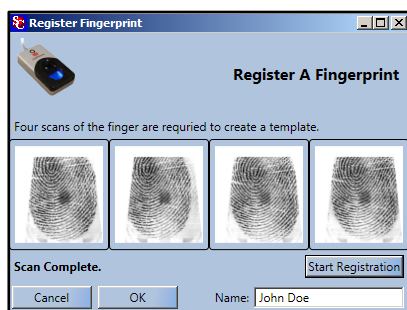 Register Fingerprint
Register A Fingerprint
Four scans of the finger are requried to create a template.
Scan Complete.
Start Registration
Cancel
OK
Name: John Doe